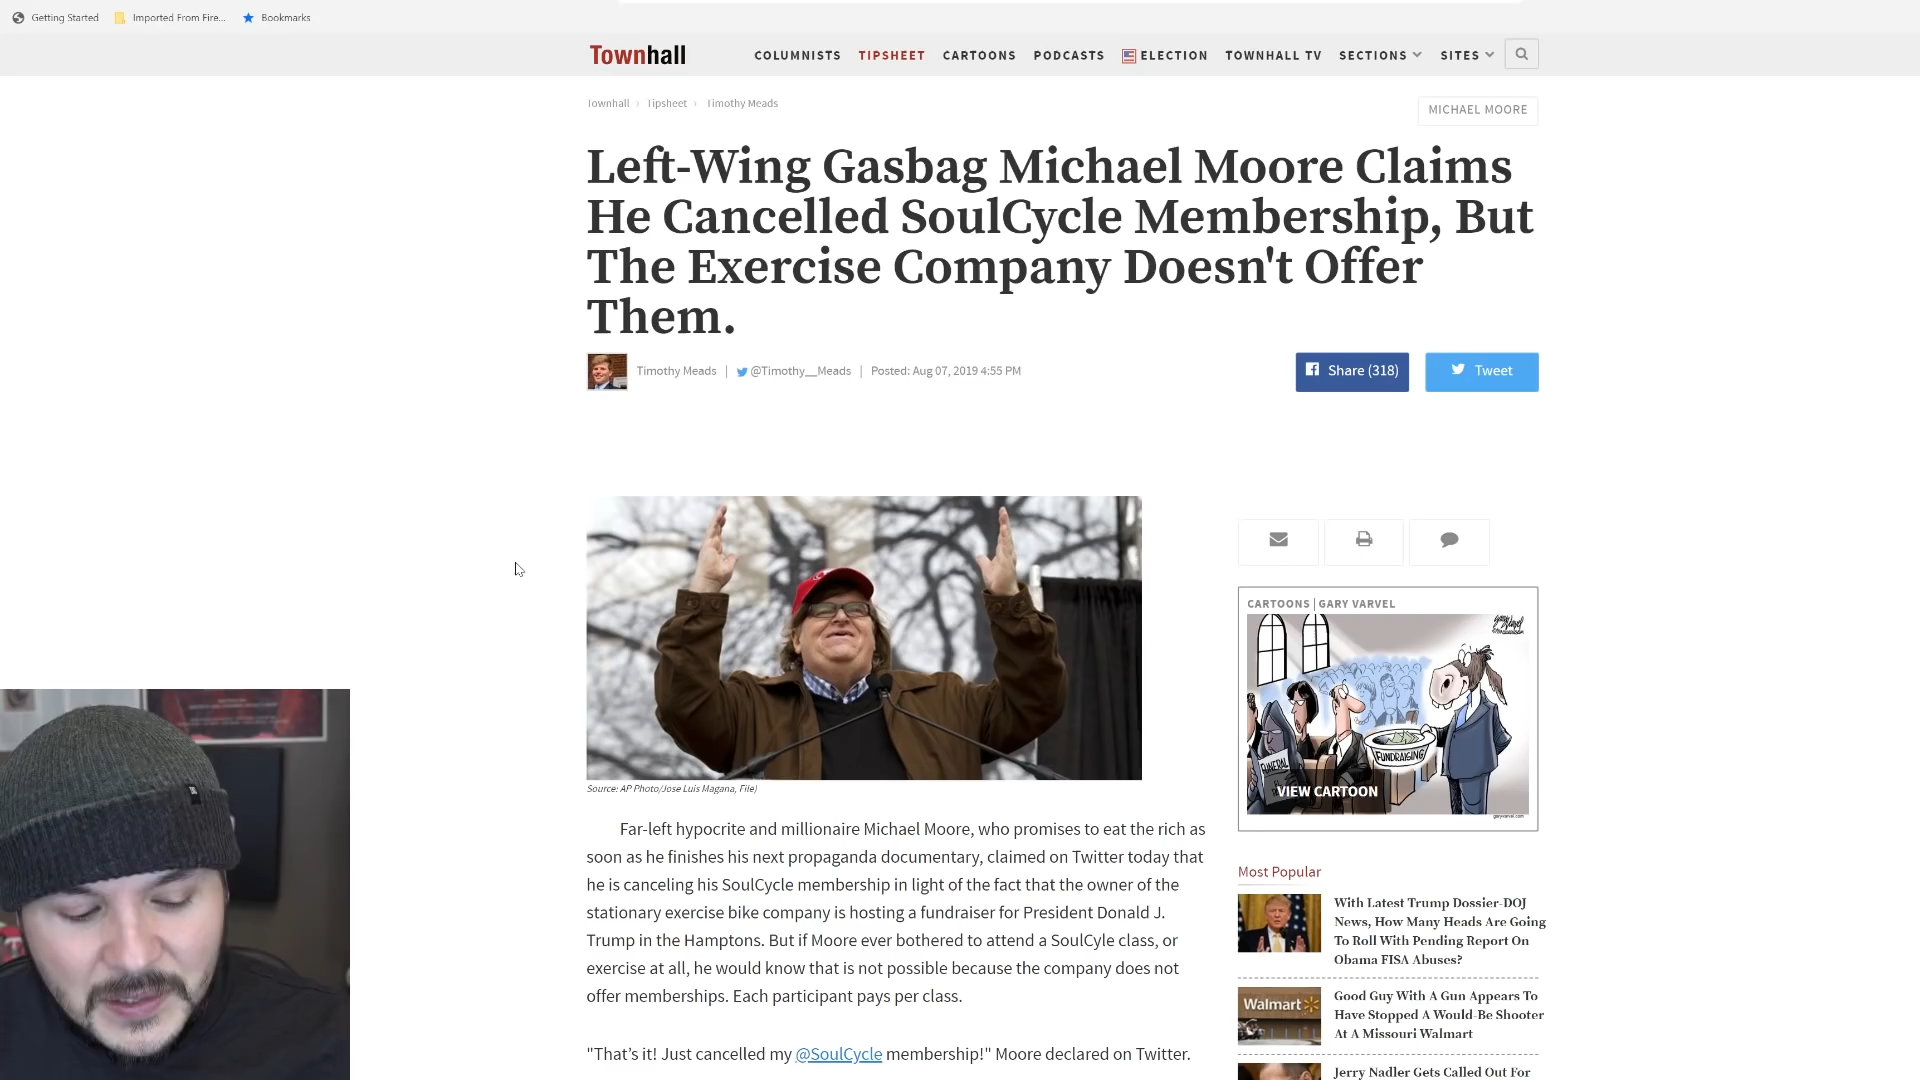 Getting Started
Imported From Fire...
Bookmarks
Townhall
COLUMNISTS
TIPSHEET
CARTOONS
PODCASTS
ELECTION
TOWNHALL TV
SECTIONS
SITES
Townhall
Tipsheet
Timothy Meads
MICHAEL MOORE
Left-Wing Gasbag Michael Moore Claims
He Cancelled SoulCycle Membership, But
The Exercise Company Doesn't Offer
Them.
Timothy Meads | @Timothy__Meads | Posted: Aug 07, 2019 4:55 PM
Share (318)
Tweet
Source: AP Photo/Jose Luis Magana, File)
Far-left hypocrite and millionaire Michael Moore, who promises to eat the rich as
soon as he finishes his next propaganda documentary, claimed on Twitter today that
he is canceling his SoulCycle membership in light of the fact that the owner of the
stationary exercise bike company is hosting a fundraiser for President Donald J.
Trump in the Hamptons. But if Moore ever bothered to attend a SoulCyle class, or
exercise at all, he would know that is not possible because the company does not
offer memberships. Each participant pays per class.
"That’s it! Just cancelled my @SoulCycle membership!" Moore declared on Twitter.
CARTOONS | GARY VARVEL
FUNERAL
FUNDRAISING
VIEW CARTOON
garyvarvel.com
Most Popular
With Latest Trump Dossier-DOJ
News, How Many Heads Are Going
To Roll With Pending Report On
Obama FISA Abuses?
Walmart
Good Guy With A Gun Appears To
Have Stopped A Would-Be Shooter
At A Missouri Walmart
Jerry Nadler Gets Called Out For